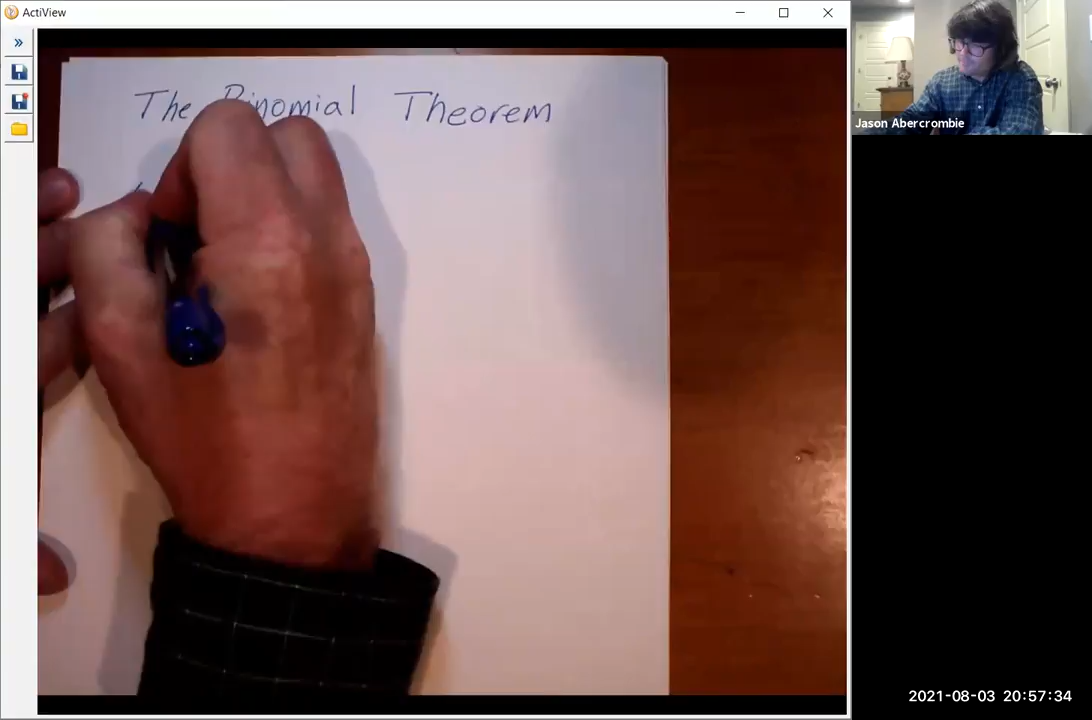 ActiView
The Binomial Theorem
Jason Abercrombie
2021-08-03 20:57:34